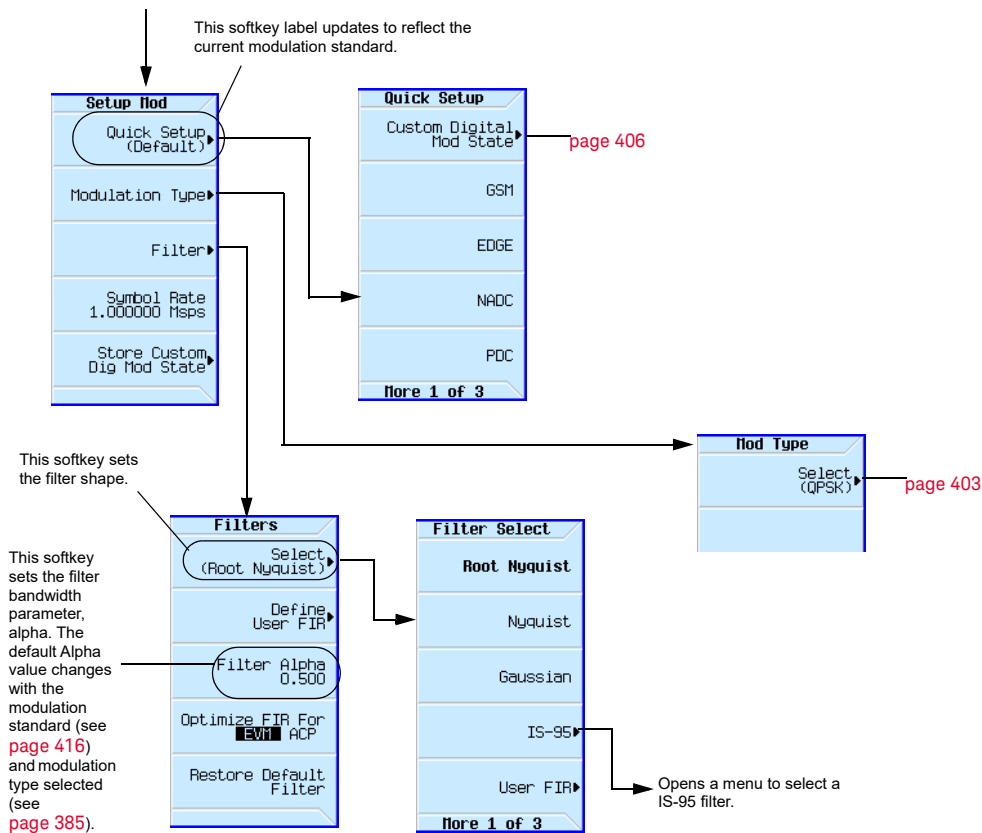 This softkey label updates to reflect the
current modulation standard.
Setup Mod
Quick Setup
(Default)
Modulation Type
Filter
Symbol Rate
1.000000 Msps
Store Custom
Dig Mod State
Quick Setup
Custom Digital
Mod State
page 406
GSM
EDGE
NADC
PDC
More 1 of 3
Mod Type
Select
(QPSK)
page 403
This softkey sets
the filter shape.
This softkey
sets the filter
bandwidth
parameter,
alpha. The
default Alpha
value changes
with the
modulation
standard (see
page 416)
and modulation
type selected
(see
page 385).
Filters
Select
(Root Nyquist)
Define
User FIR
Filter Alpha
0.500
Optimize FIR For
EVM ACP
Restore Default
Filter
Filter Select
Root Nyquist
Nyquist
Gaussian
IS-95
User FIR
More 1 of 3
Opens a menu to select a
IS-95 filter.